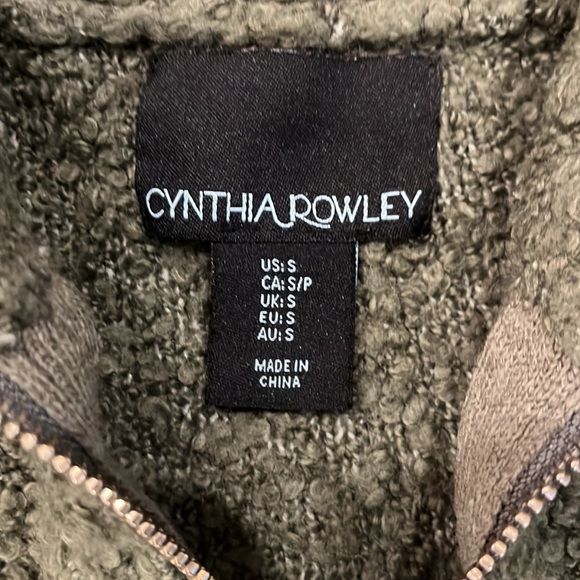 CYNTHIA ROWLEY
US: S
CA: S/P
UK: S
EU: S
AU: S
MADE IN
CHINA